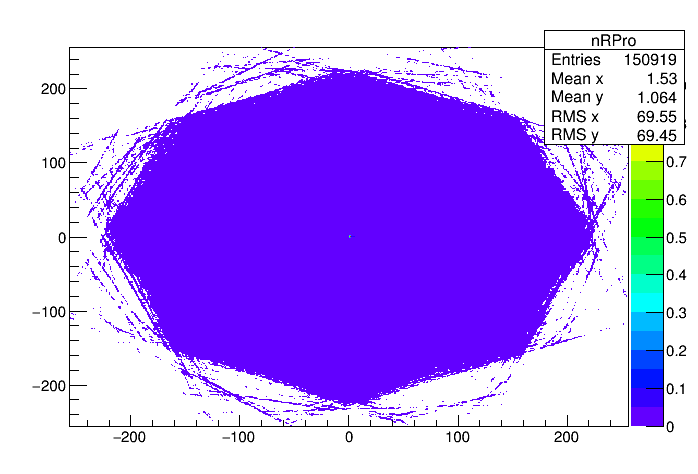 nRPro
Entries 150919
Mean x 1.53
Mean y 1.064
RMS x 69.55
RMS y 69.45
200
100
0
−100
−200
−200 −100 0 100 200
0.7
0.6
0.5
0.4
0.3
0.2
0.1
0